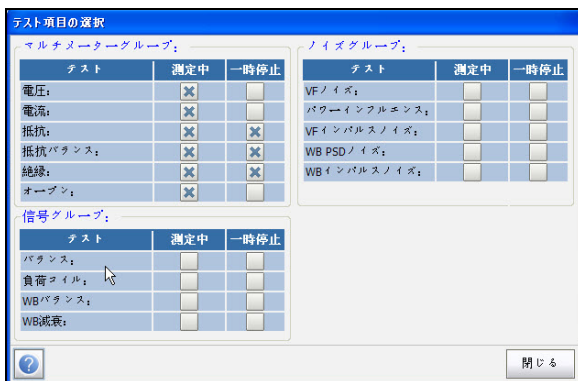 テスト項目の選択
マルチメーターグループ:
テスト 測定中 一時停止
電圧:
電流:
抵抗:
抵抗バランス:
絶縁:
オープン:
信号グループ:
テスト 測定中 一時停止
バランス:
負荷コイル:
WBバランス:
WB減衰:
ノイズグループ:
テスト 測定中 一時停止
VFノイズ:
パワーインフルエンス:
VFインパルスノイズ:
WB PSDノイズ:
WBインパルスノイズ:
?
閉じる